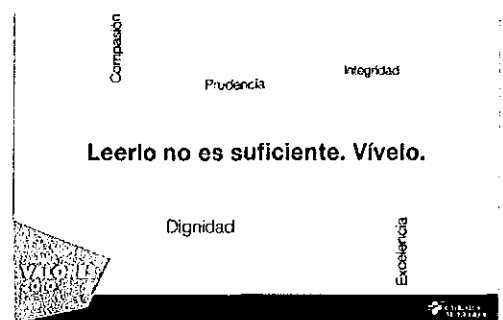 Compasión
Prudencia
Integridad
Leerlo no es suficiente. Vívelo.
Dignidad
Excelencia